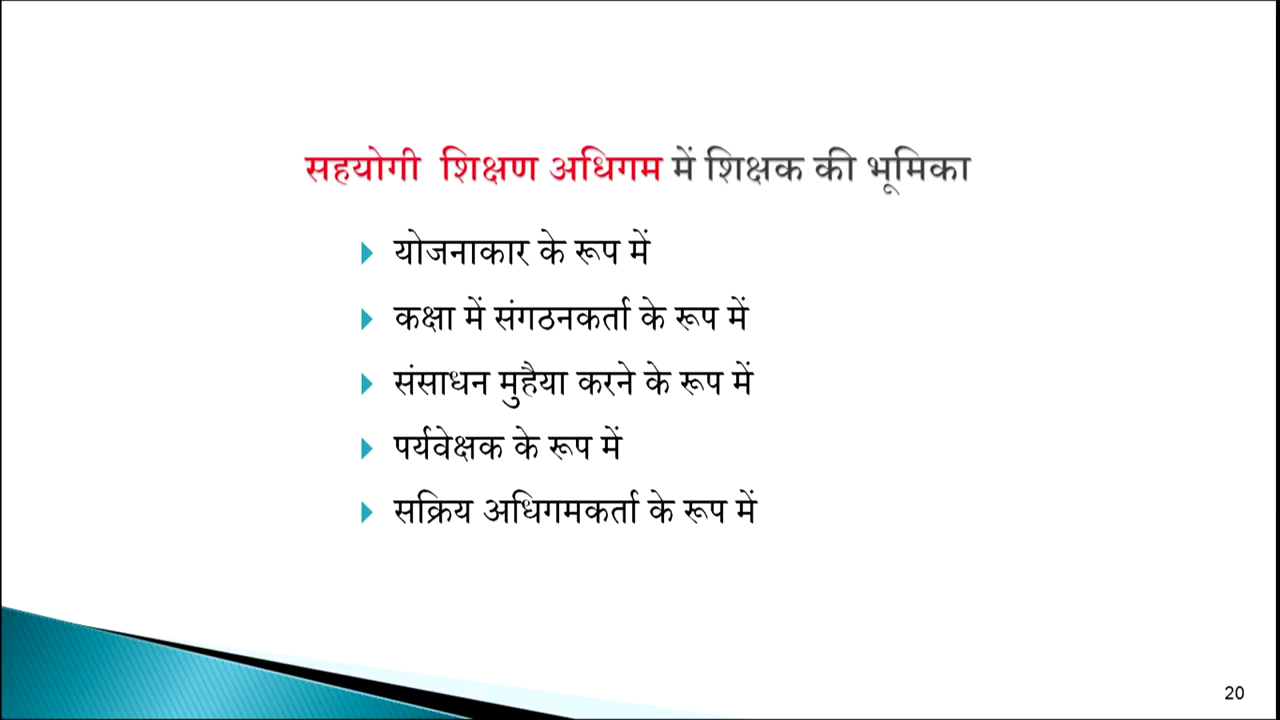 सहयोगी शिक्षण अधिगम में शिक्षक की भूमिका
योजनाकार के रूप में
कक्षा में संगठनकर्ता के रूप में
संसाधन मुहैया करने के रूप में
पर्यवेक्षक के रूप में
सक्रिय अधिगमकर्ता के रूप में
20